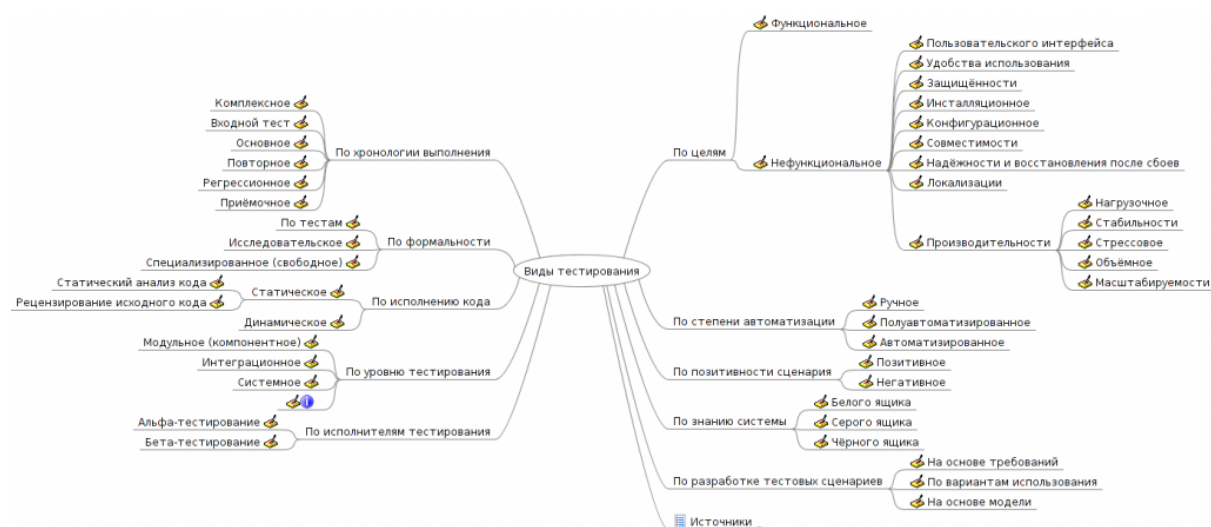 Виды тестирования
По хронологии выполнения
Комплексное
Входной тест
Основное
Повторное
Регрессионное
Приёмочное
По формальности
По тестам
Исследовательское
Специализированное (свободное)
По исполнению кода
Статическое
Статический анализ кода
Рецензирование исходного кода
Динамическое
По уровню тестирования
Модульное (компонентное)
Интеграционное
Системное
По исполнителям тестирования
Альфа-тестирование
Бета-тестирование
По целям
Функциональное
Нефункциональное
Пользовательского интерфейса
Удобства использования
Защищённости
Инсталляционное
Конфигурационное
Совместимости
Надёжности и восстановления после сбоев
Локализации
Производительности
Нагрузочное
Стабильности
Стрессовое
Объёмное
Масштабируемости
По степени автоматизации
Ручное
Полуавтоматизированное
Автоматизированное
По позитивности сценария
Позитивное
Негативное
По знанию системы
Белого ящика
Серого ящика
Чёрного ящика
По разработке тестовых сценариев
На основе требований
По вариантам использования
На основе модели
Источники